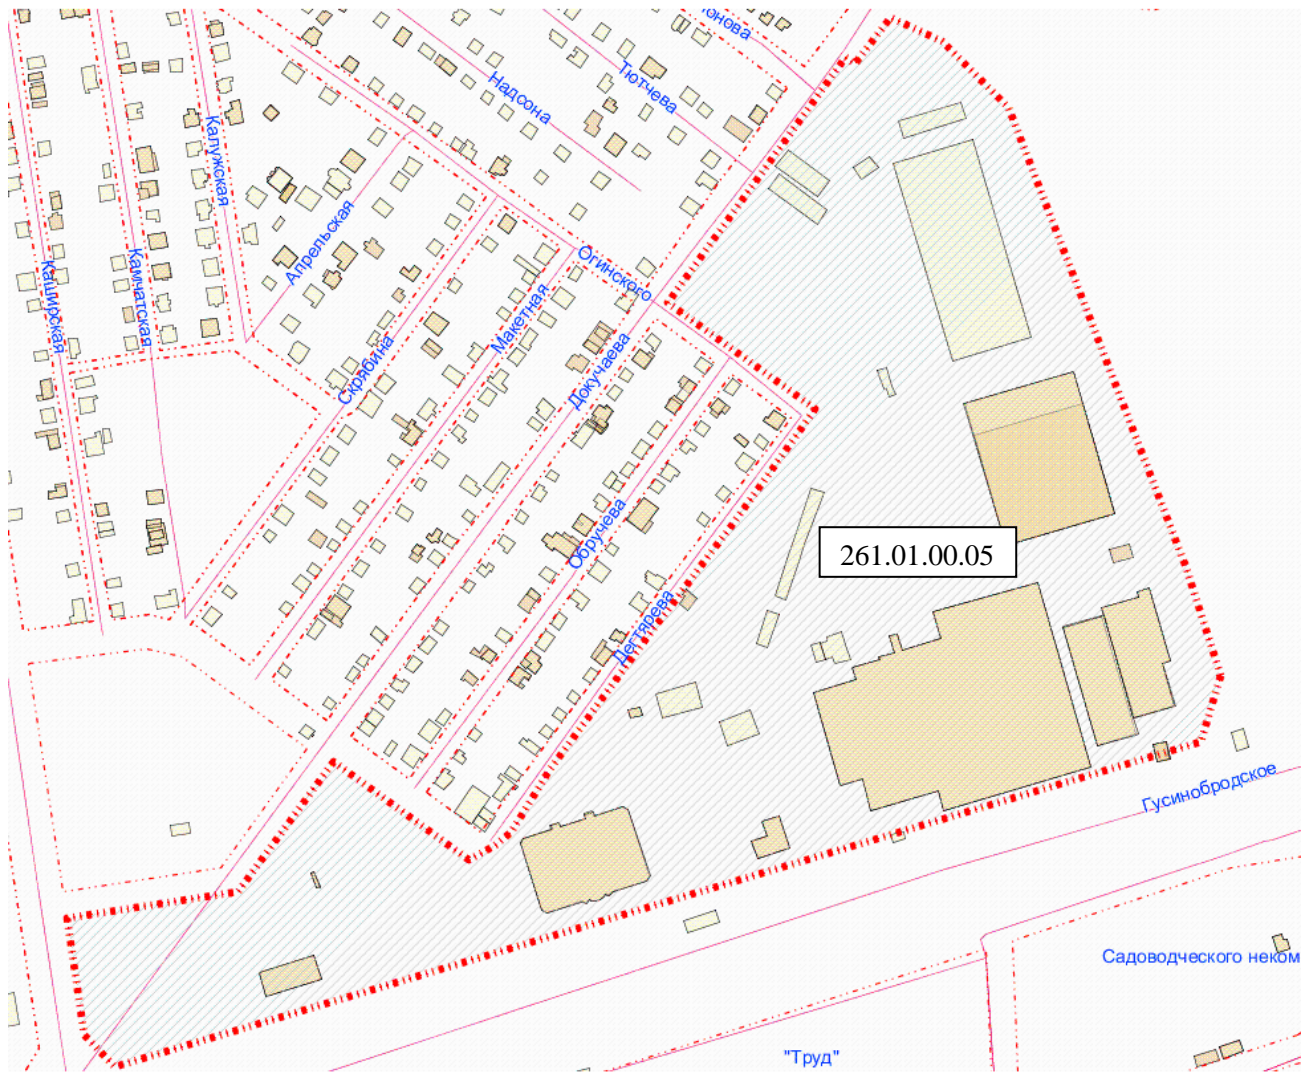 Надсона
Тютчева
Калужская
Апрельская
Огинского
Каширская
Камчатская
Макетная
Скрябина
Докучаева
Обручева
261.01.00.05
Дегтярева
Гусинобродское
Садоводческого неком
"Труд"